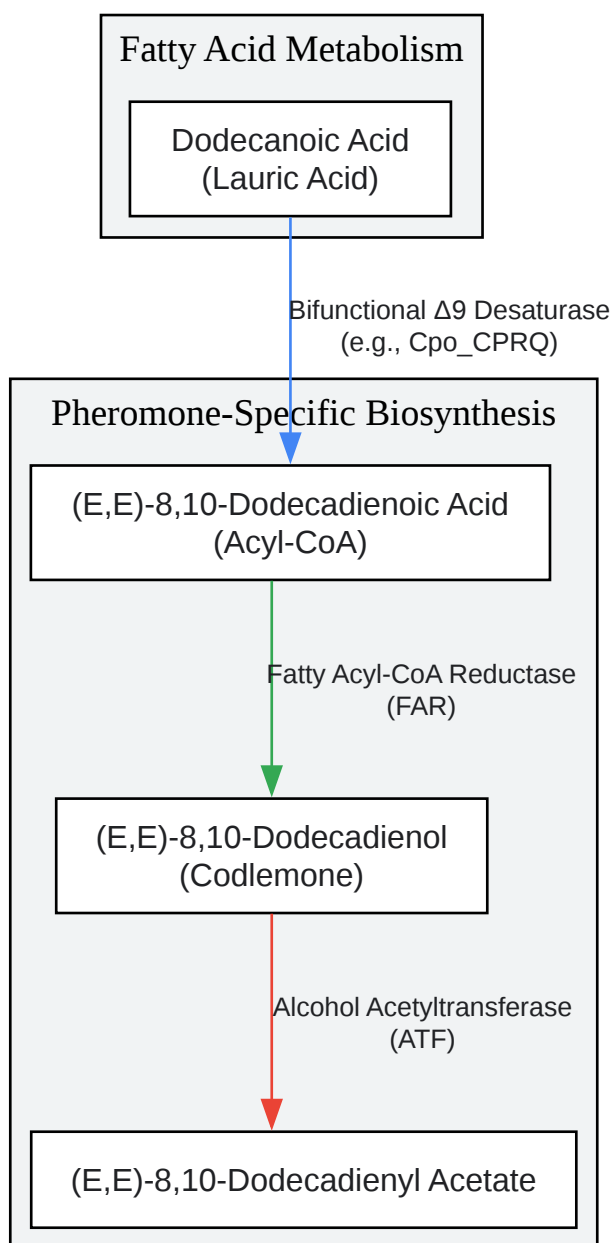 Fatty Acid Metabolism
Dodecanoic Acid
(Lauric Acid)
Bifunctional Δ9 Desaturase
(e.g., Cpo_CPRQ)
Pheromone-Specific Biosynthesis
(E,E)-8,10-Dodecadienoic Acid
(Acyl-CoA)
Fatty Acyl-CoA Reductase
(FAR)
(E,E)-8,10-Dodecadienol
(Codlemone)
Alcohol Acetyltransferase
(ATF)
(E,E)-8,10-Dodecadienyl Acetate